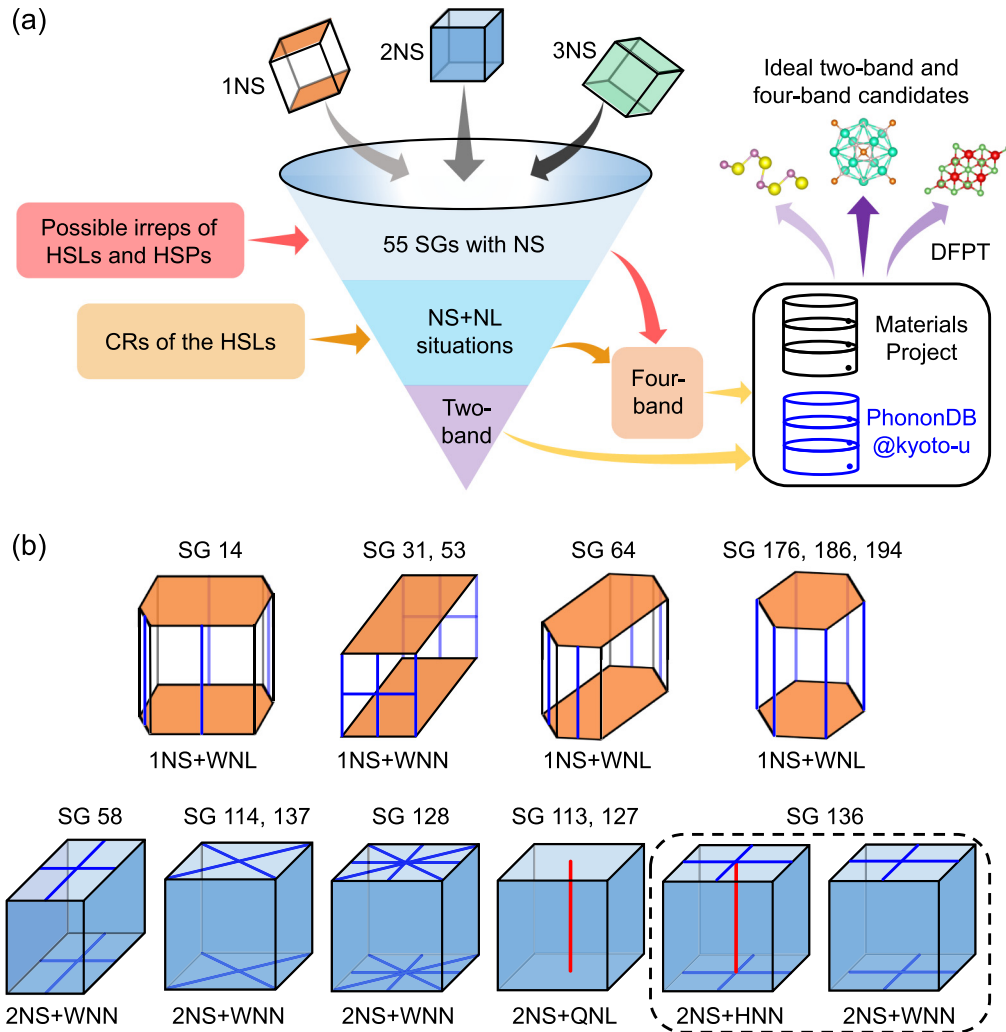 (a)
1NS
2NS
3NS
Ideal two-band and
four-band candidates
Possible irreps of
HSLs and HSPs
55 SGs with NS
DFPT
CRs of the HSLs
NS+NL
situations
Four-
band
Two-
band
Materials
Project
PhononDB
@kyoto-u
(b)
SG 14
SG 31, 53
SG 64
SG 176, 186, 194
1NS+WNL
1NS+WNN
1NS+WNL
1NS+WNL
SG 58
SG 114, 137
SG 128
SG 113, 127
SG 136
2NS+WNN
2NS+WNN
2NS+WNN
2NS+QNL
2NS+HNN
2NS+WNN